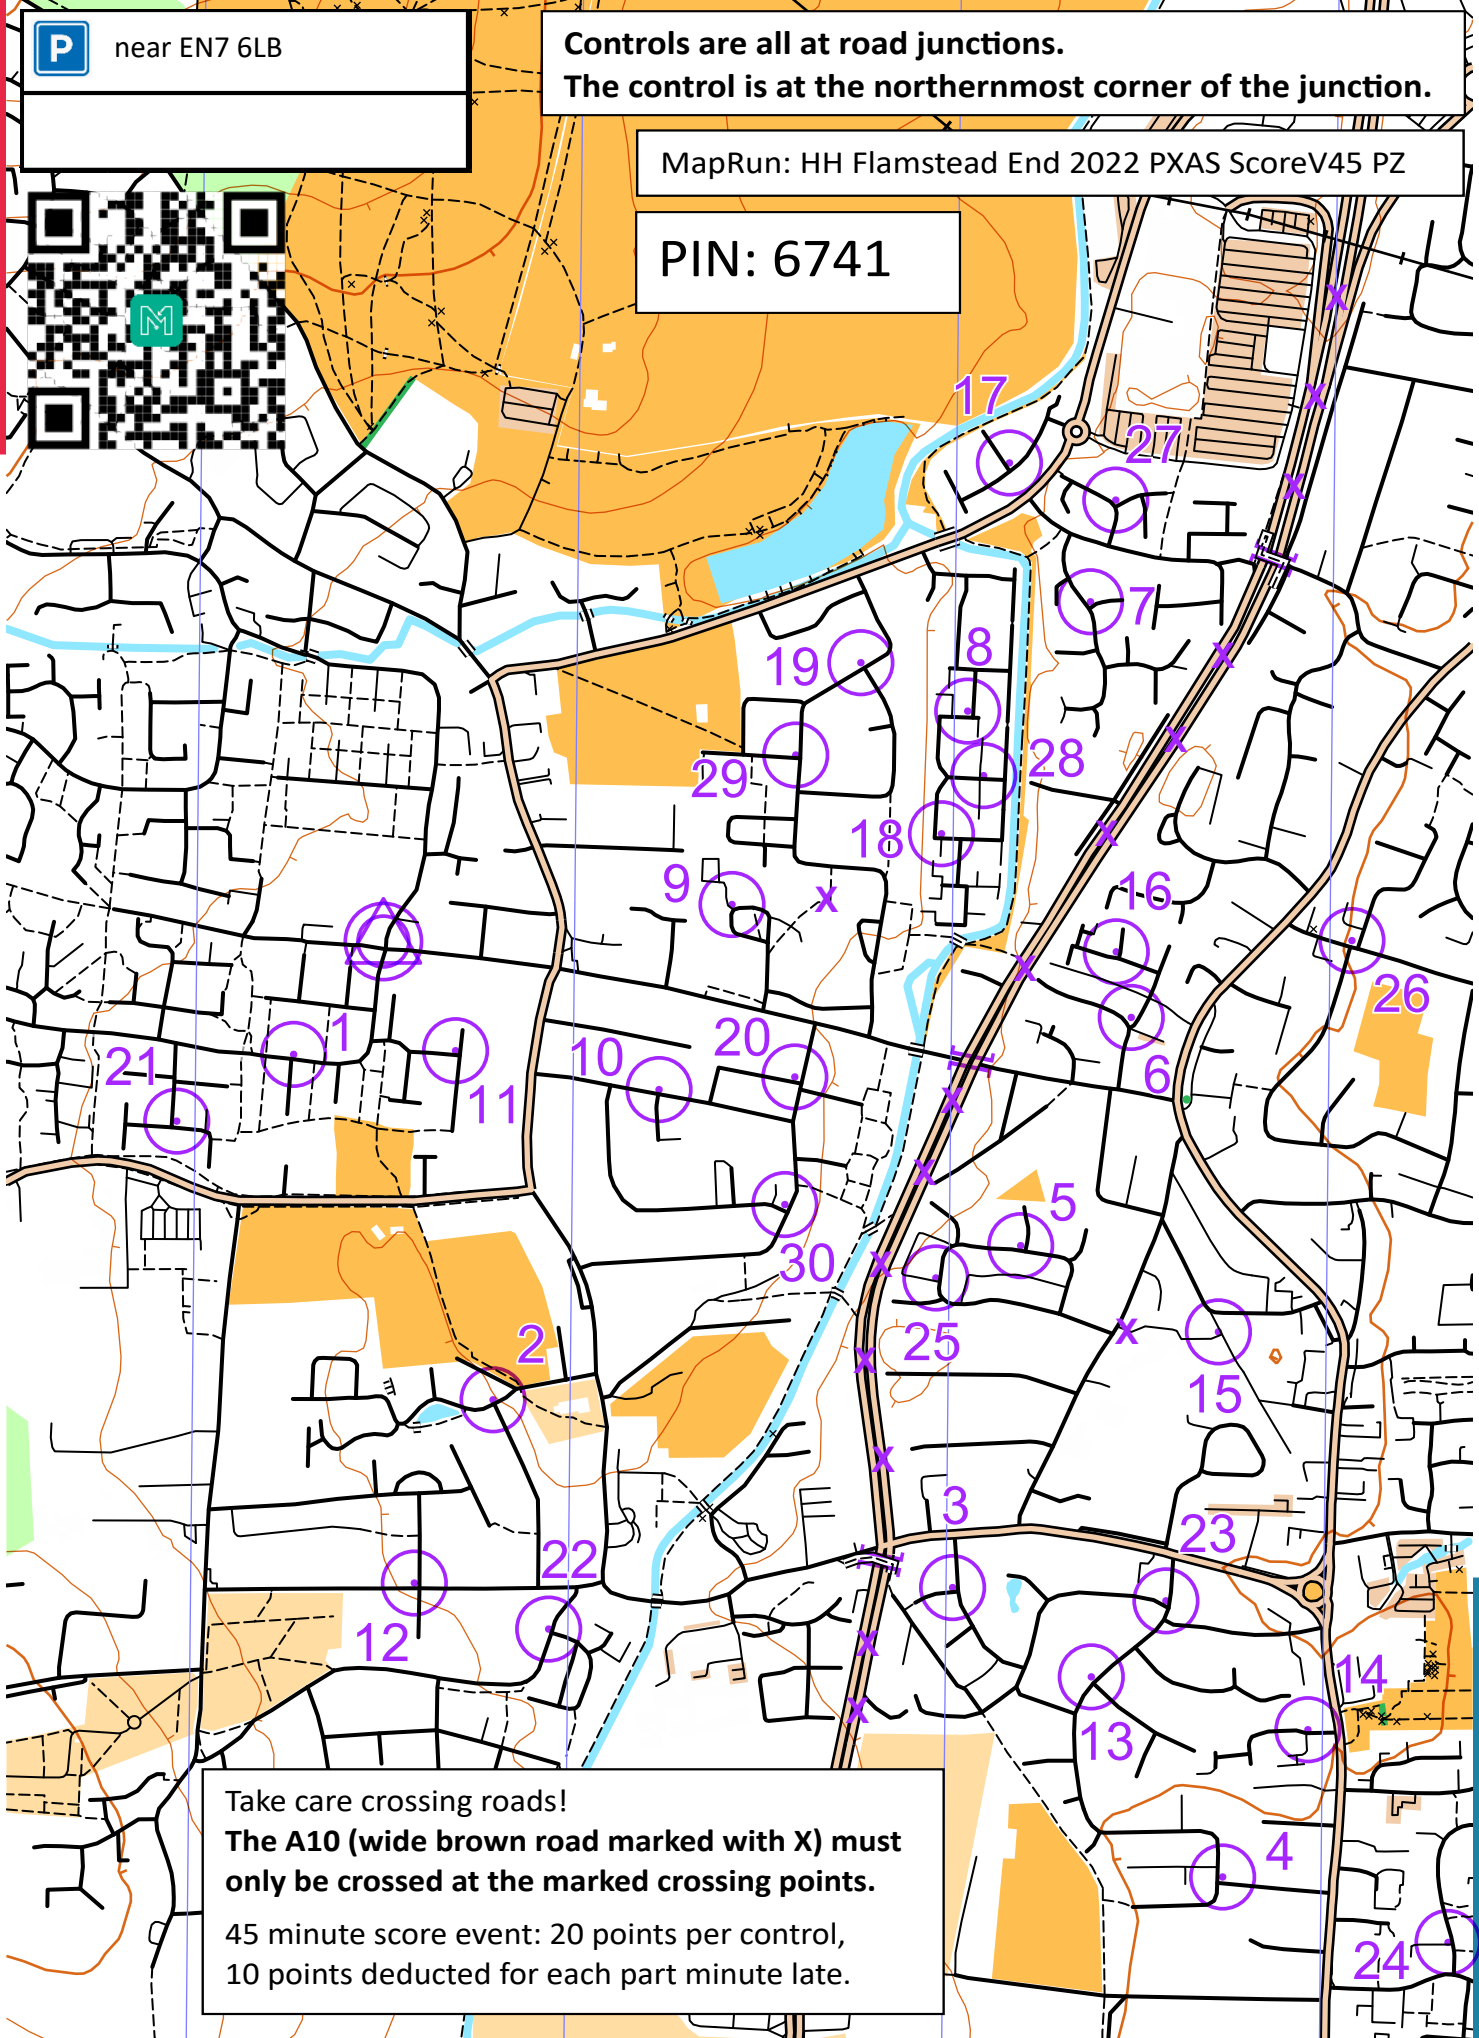 P near EN7 6LB
Controls are all at road junctions.
The control is at the northernmost corner of the junction.
MapRun: HH Flamstead End 2022 PXAS ScoreV45 PZ
PIN: 6741
M
17
27
7
19
8
29
28
18
9
X
16
26
1
21
11
10
20
6
5
30
25
2
15
3
23
22
12
14
13
4
24
Take care crossing roads!
The A10 (wide brown road marked with X) must
only be crossed at the marked crossing points.
45 minute score event: 20 points per control,
10 points deducted for each part minute late.